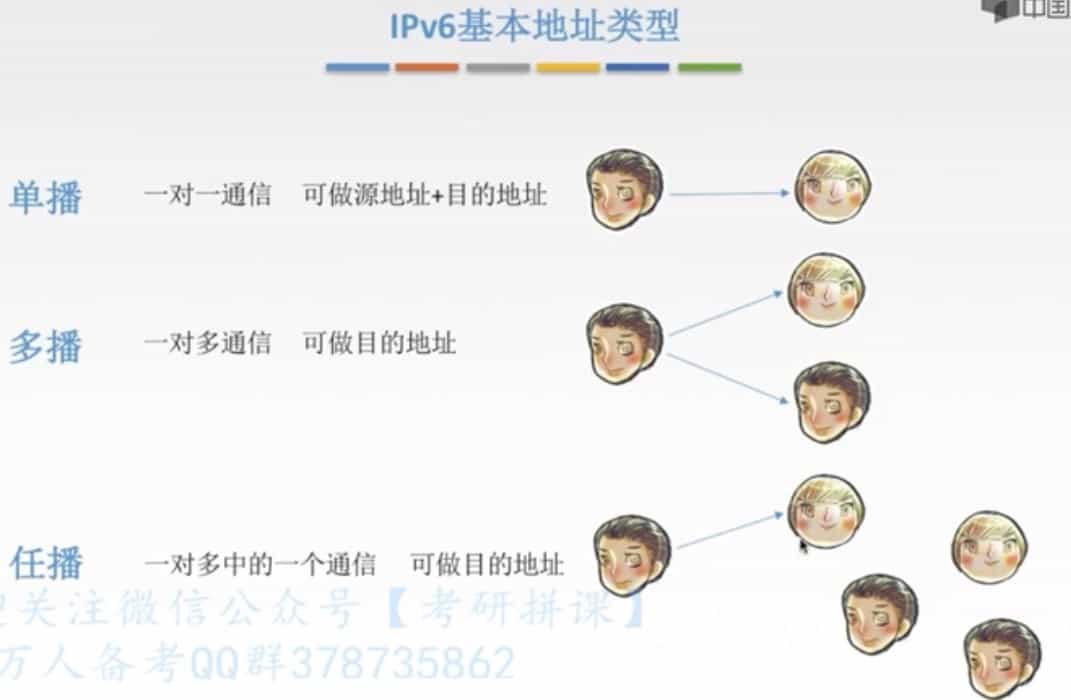 中国
IPv6基本地址类型
单播 一对一通信 可做源地址+目的地址
多播 一对多通信 可做目的地址
任播 一对多中的一个通信 可做目的地址
关注微信公众号【考研拼课】
万人备考QQ群378735862